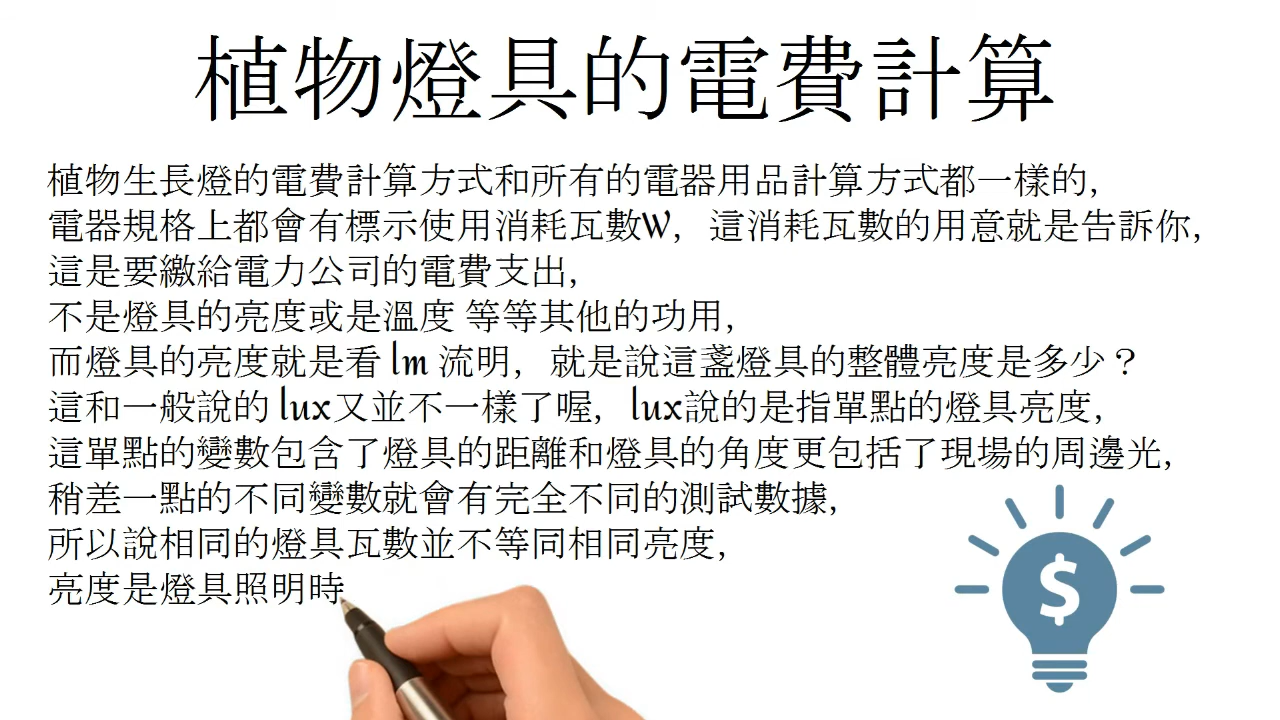 植物燈具的電費計算
植物生長燈的電費計算方式和所有的電器用品計算方式都一樣的,
電器規格上都會有標示使用消耗瓦數W, 這消耗瓦數的用意就是告訴你,
這是要繳給電力公司的電費支出,
不是燈具的亮度或是溫度 等等其他的功用,
而燈具的亮度就是看 lm 流明, 就是說這盞燈具的整體亮度是多少？
這和一般說的 lux又並不一樣了喔, lux說的是指單點的燈具亮度,
這單點的變數包含了燈具的距離和燈具的角度更包括了現場的周邊光,
稍差一點的不同變數就會有完全不同的測試數據,
所以說相同的燈具瓦數並不等同相同亮度,
亮度是燈具照明時
$